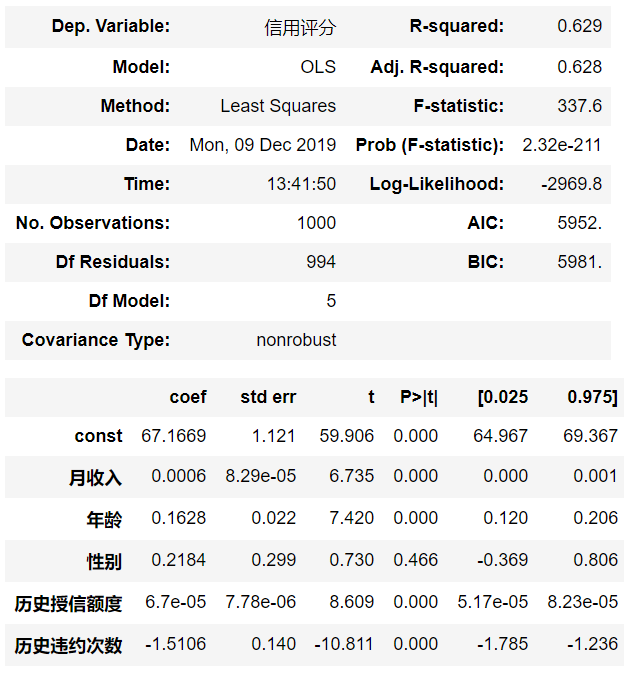 Dep. Variable: 信用评分 R-squared: 0.629
Model: OLS Adj. R-squared: 0.628
Method: Least Squares F-statistic: 337.6
Date: Mon, 09 Dec 2019 Prob (F-statistic): 2.32e-211
Time: 13:41:50 Log-Likelihood: -2969.8
No. Observations: 1000 AIC: 5952.
Df Residuals: 994 BIC: 5981.
Df Model: 5
Covariance Type: nonrobust
coef std err t P>|t| [0.025 0.975]
const 67.1669 1.121 59.906 0.000 64.967 69.367
月收入 0.0006 8.29e-05 6.735 0.000 0.000 0.001
年龄 0.1628 0.022 7.420 0.000 0.120 0.206
性别 0.2184 0.299 0.730 0.466 -0.369 0.806
历史授信额度 6.7e-05 7.78e-06 8.609 0.000 5.17e-05 8.23e-05
历史违约次数 -1.5106 0.140 -10.811 0.000 -1.785 -1.236